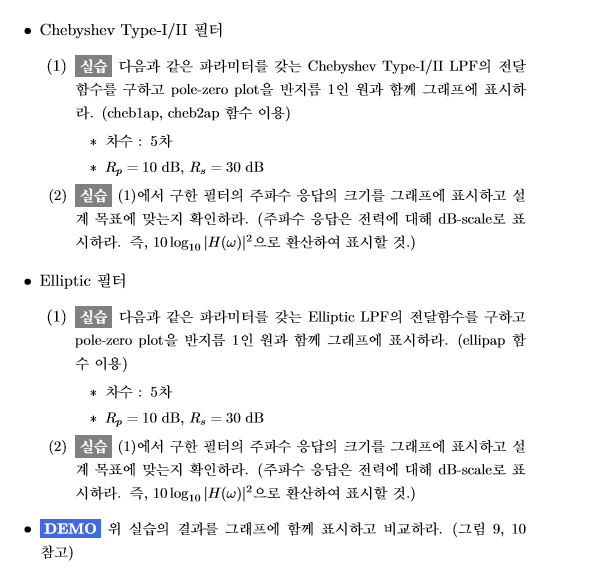 • Chebyshev Type-I/II 필터
(1) 실습 다음과 같은 파라미터를 갖는 Chebyshev Type-I/II LPF의 전달
함수를 구하고 pole-zero plot을 반지름 1인 원과 함께 그래프에 표시하
라. (cheb1ap, cheb2ap 함수 이용)
* 차수 : 5차
* Rₚ = 10 dB, Rₛ = 30 dB
(2) 실습 (1)에서 구한 필터의 주파수 응답의 크기를 그래프에 표시하고 설
계 목표에 맞는지 확인하라. (주파수 응답은 전력에 대해 dB-scale로 표
시하라. 즉, 10 log₁₀ |H(ω)|²으로 환산하여 표시할 것.)
• Elliptic 필터
(1) 실습 다음과 같은 파라미터를 갖는 Elliptic LPF의 전달함수를 구하고
pole-zero plot을 반지름 1인 원과 함께 그래프에 표시하라. (ellipap 함
수 이용)
* 차수 : 5차
* Rₚ = 10 dB, Rₛ = 30 dB
(2) 실습 (1)에서 구한 필터의 주파수 응답의 크기를 그래프에 표시하고 설
계 목표에 맞는지 확인하라. (주파수 응답은 전력에 대해 dB-scale로 표
시하라. 즉, 10 log₁₀ |H(ω)|²으로 환산하여 표시할 것.)
• DEMO 위 실습의 결과를 그래프에 함께 표시하고 비교하라. (그림 9, 10
참고)